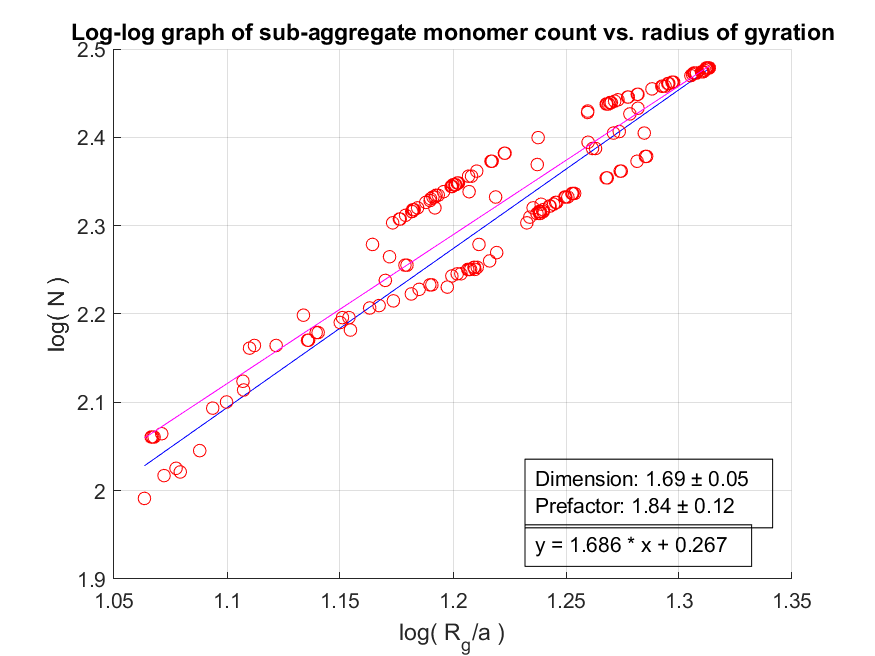 Log-log graph of sub-aggregate monomer count vs. radius of gyration
2.5
2.4
2.3
2.2
2.1
2
1.9
log( N )
Dimension: 1.69 ± 0.05
Prefactor: 1.84 ± 0.12
y = 1.686 * x + 0.267
1.05 1.1 1.15 1.2 1.25 1.3 1.35
log( R_g/a )